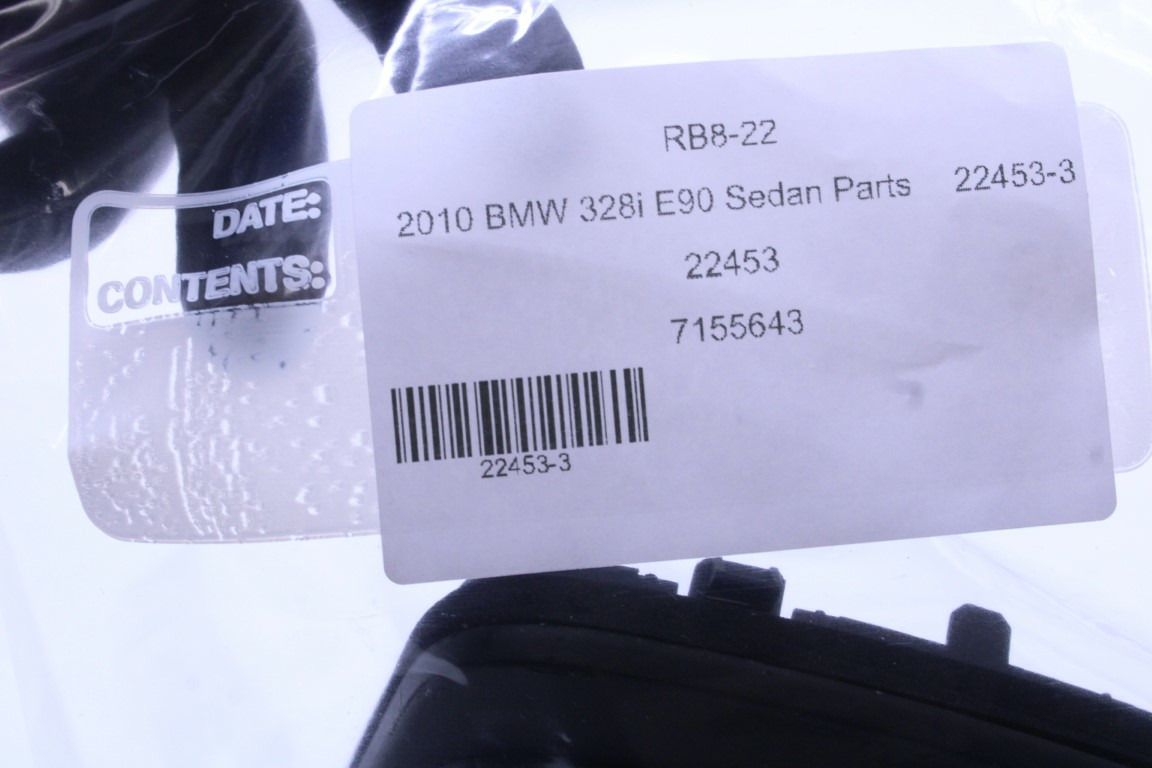 RB8-22
2010 BMW 328i E90 Sedan Parts 22453-3
22453
7155643
22453-3
DATE:
CONTENTS: